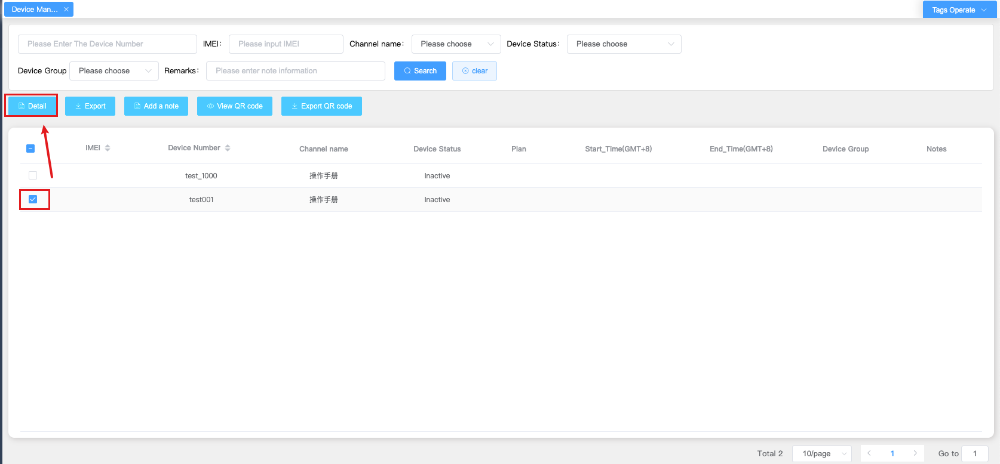 Device Man...
Tags Operate
Please Enter The Device Number IMEI: Please input IMEI Channel name: Please choose Device Status: Please choose
Device Group Please choose Remarks: Please enter note information Search clear
Detail Export Add a note View QR code Export QR code
IMEI Device Number Channel name Device Status Plan Start_Time(GMT+8) End_Time(GMT+8) Device Group Notes
test_1000 操作手册 Inactive
test001 操作手册 Inactive
Total 2 10/page 1 Go to 1